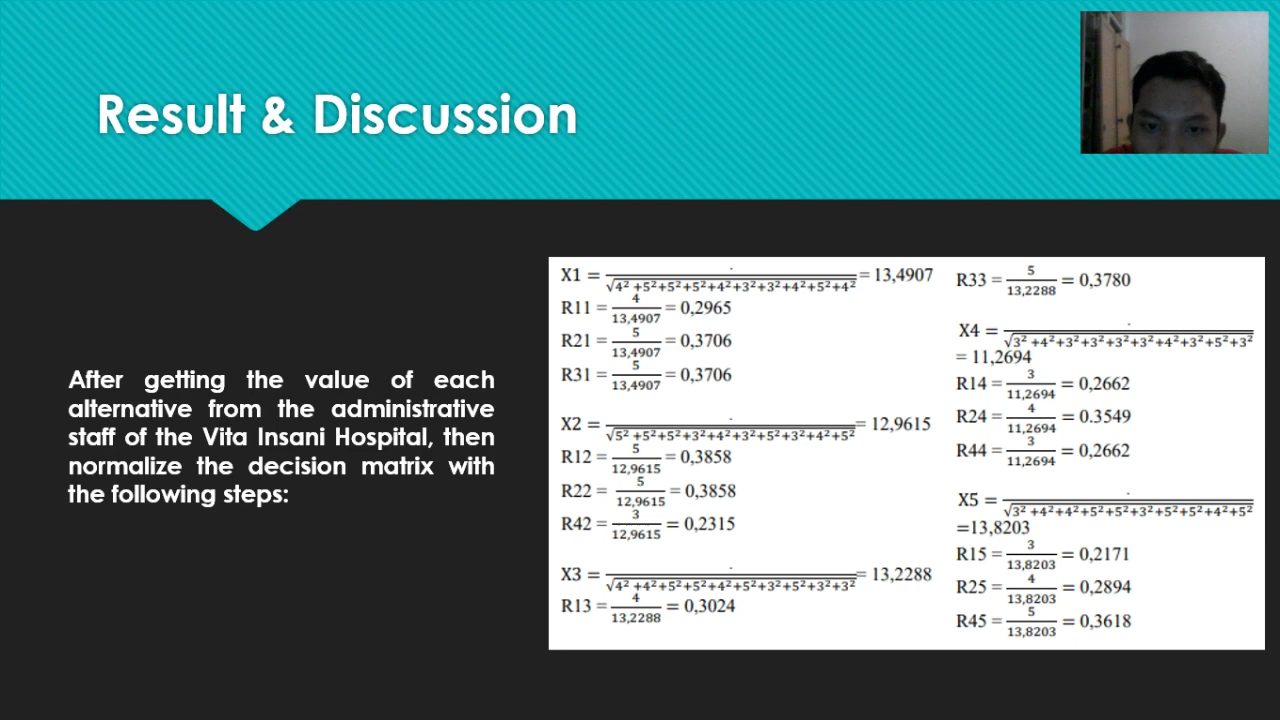 Result & Discussion
After getting the value of each
alternative from the administrative
staff of the Vita Insani Hospital, then
normalize the decision matrix with
the following steps:
X1 = ./√4² +5²+5²+5²+4²+3²+3²+4²+5²+4² = 13,4907
R11 = 4/13,4907 = 0,2965
R21 = 5/13,4907 = 0,3706
R31 = 5/13,4907 = 0,3706
X2 = ./√5² +5²+5²+3²+4²+3²+5²+3²+4²+5² = 12,9615
R12 = 5/12,9615 = 0,3858
R22 = 5/12,9615 = 0,3858
R42 = 3/12,9615 = 0,2315
X3 = ./√4² +4²+5²+5²+4²+5²+3²+5²+3²+3² = 13,2288
R13 = 4/13,2288 = 0,3024
R33 = 5/13,2288 = 0,3780
X4 = ./√3² +4²+3²+3²+3²+3²+4²+3²+5²+3²
= 11,2694
R14 = 3/11,2694 = 0,2662
R24 = 4/11,2694 = 0.3549
R44 = 3/11,2694 = 0,2662
X5 = ./√3² +4²+4²+5²+5²+3²+5²+5²+4²+5²
=13,8203
R15 = 3/13,8203 = 0,2171
R25 = 4/13,8203 = 0,2894
R45 = 5/13,8203 = 0,3618